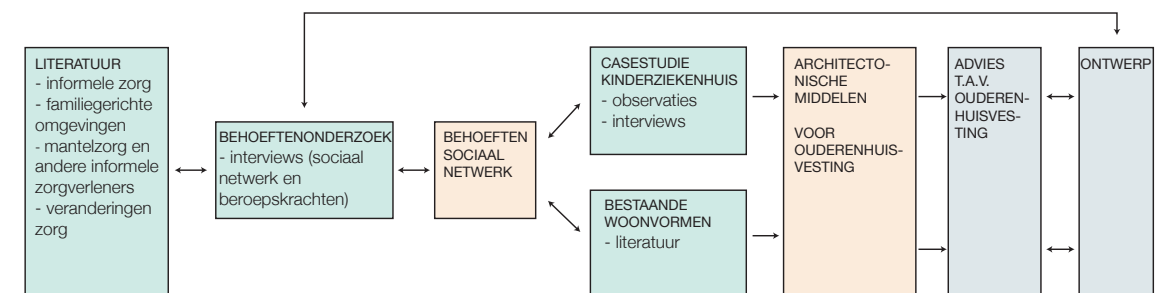 LITERATUUR
- informele zorg
- familiegerichte
omgevingen
- mantelzorg en
andere informele
zorgverleners
- veranderingen
zorg
BEHOEFTENONDERZOEK
- interviews (sociaal
netwerk en
beroepskrachten)
BEHOEFTEN
SOCIAAL
NETWERK
CASESTUDIE
KINDERZIEKENHUIS
- observaties
- interviews
BESTAANDE
WOONVORMEN
- literatuur
ARCHITECTO-
NISCHE
MIDDELEN
VOOR
OUDERENHUIS-
VESTING
ADVIES
T.A.V.
OUDEREN-
HUISVES-
TING
ONTWERP